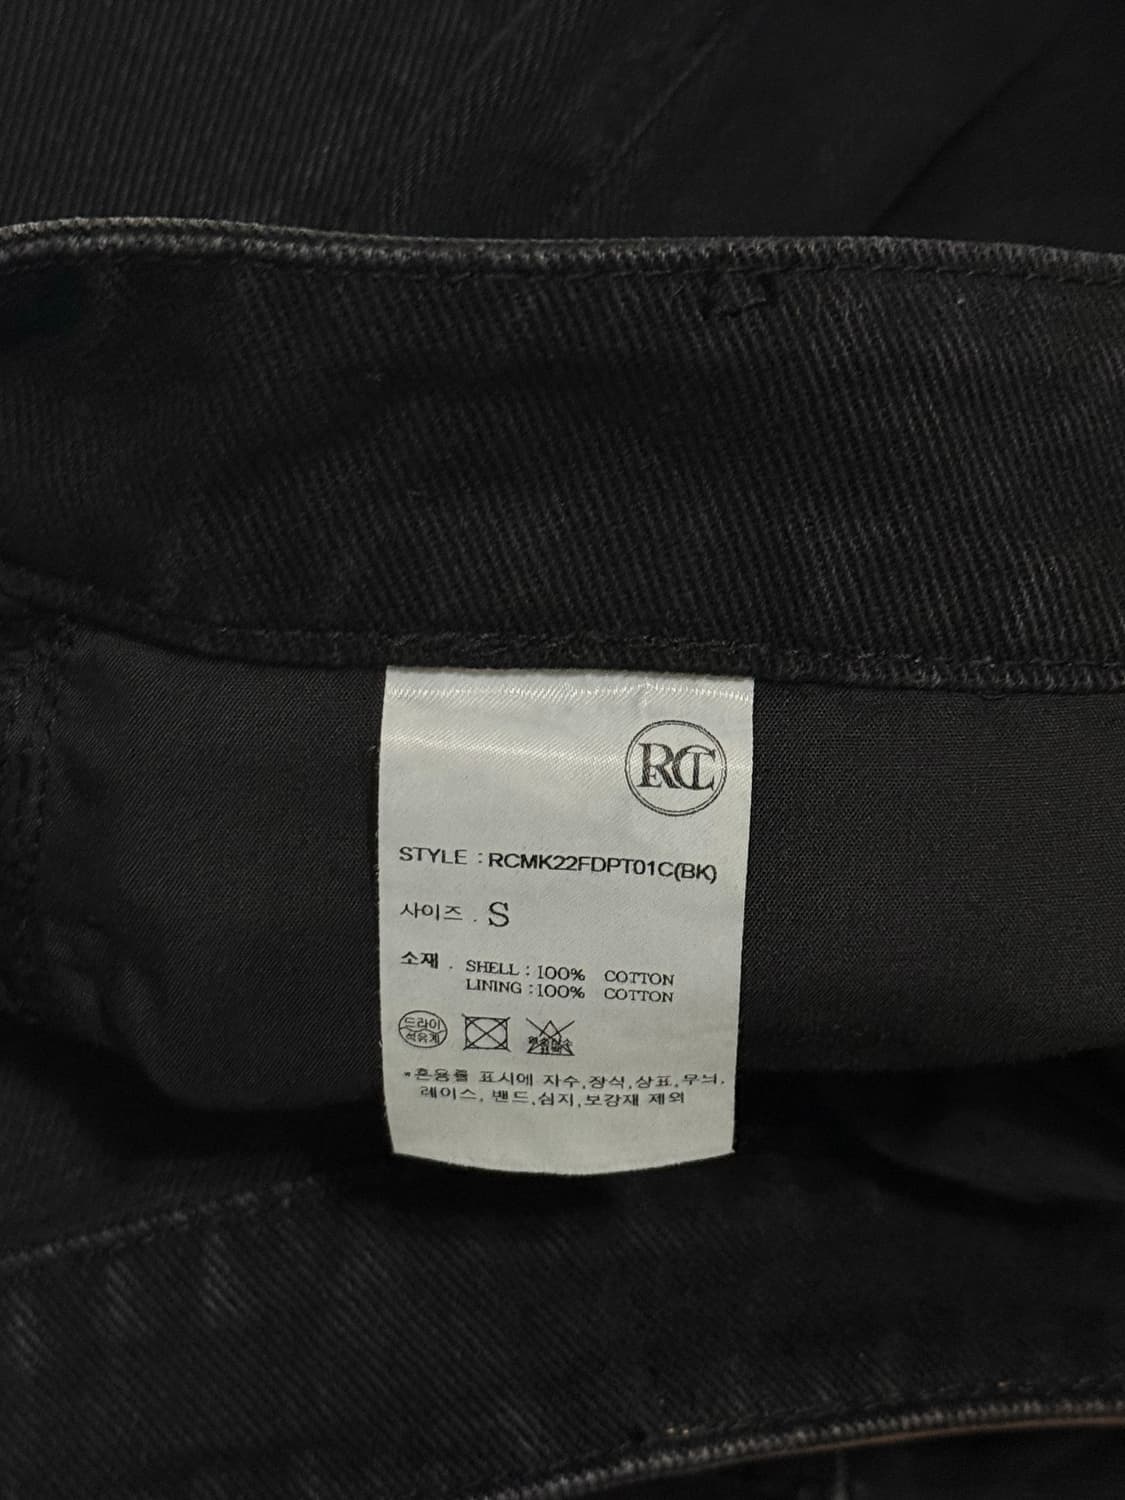 RCT
STYLE : RCMK22FDPT01C(BK)
사이즈 . S
소재 . SHELL : 100% COTTON
LINING : 100% COTTON
드라이
석유계
*혼용률 표시에 자수,장식,상표,무늬,
레이스, 밴드,심지,보강재 제외